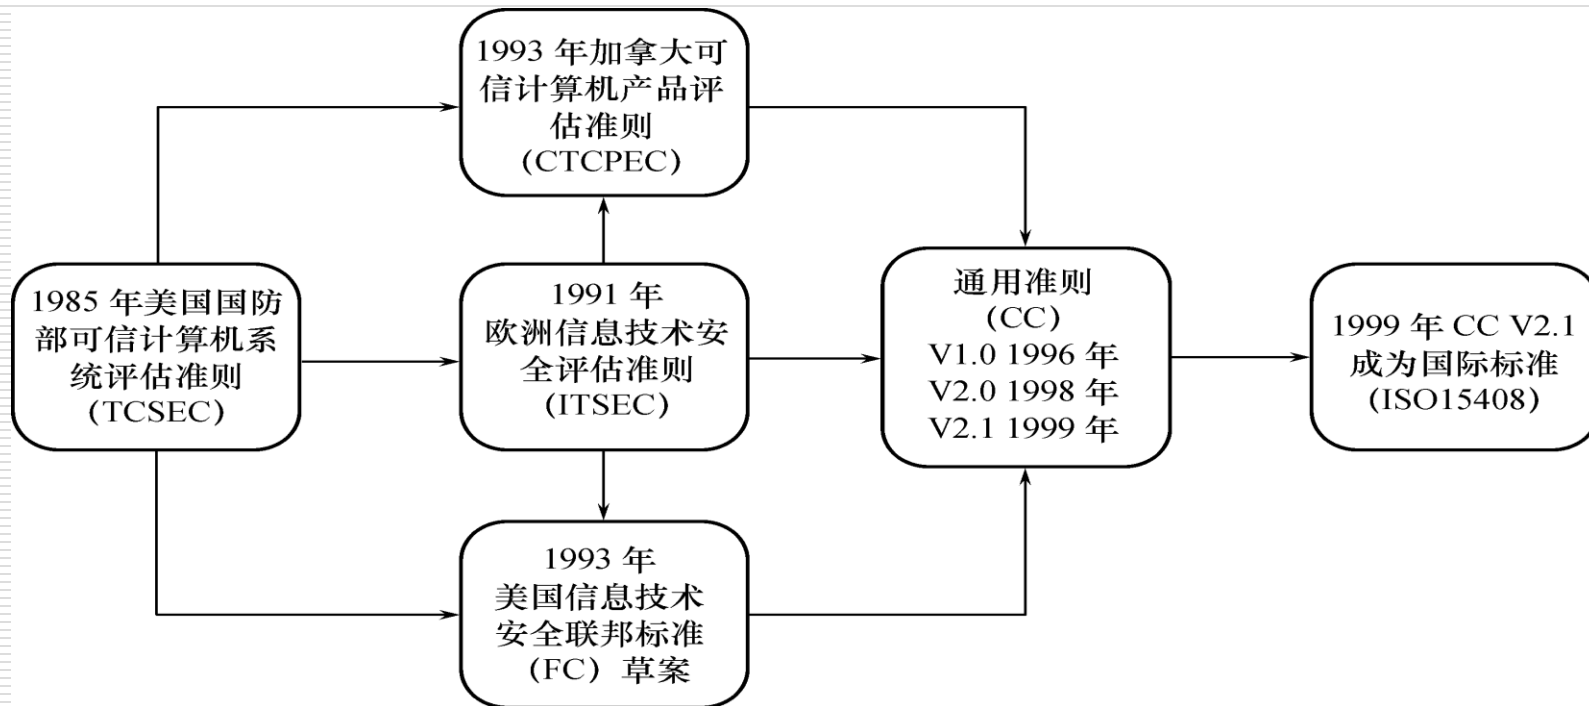 1993 年加拿大可
信计算机产品评
估准则
(CTCPEC)
1985 年美国国防
部可信计算机系
统评估准则
(TCSEC)
1991 年
欧洲信息技术安
全评估准则
(ITSEC)
通用准则
(CC)
V1.0 1996 年
V2.0 1998 年
V2.1 1999 年
1999 年 CC V2.1
成为国际标准
(ISO15408)
1993 年
美国信息技术
安全联邦标准
(FC) 草案